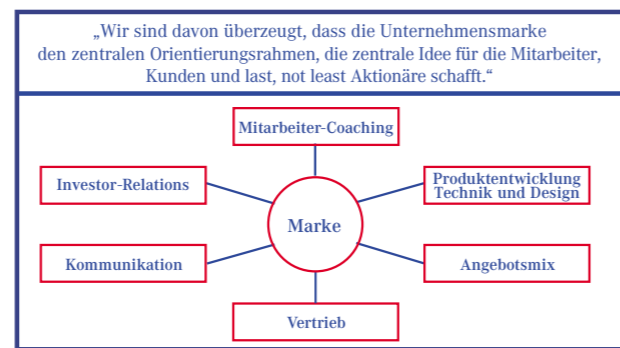 „Wir sind davon überzeugt, dass die Unternehmensmarke
den zentralen Orientierungsrahmen, die zentrale Idee für die Mitarbeiter,
Kunden und last, not least Aktionäre schafft.“
Mitarbeiter-Coaching
Investor-Relations
Produktentwicklung
Technik und Design
Marke
Kommunikation
Angebotsmix
Vertrieb